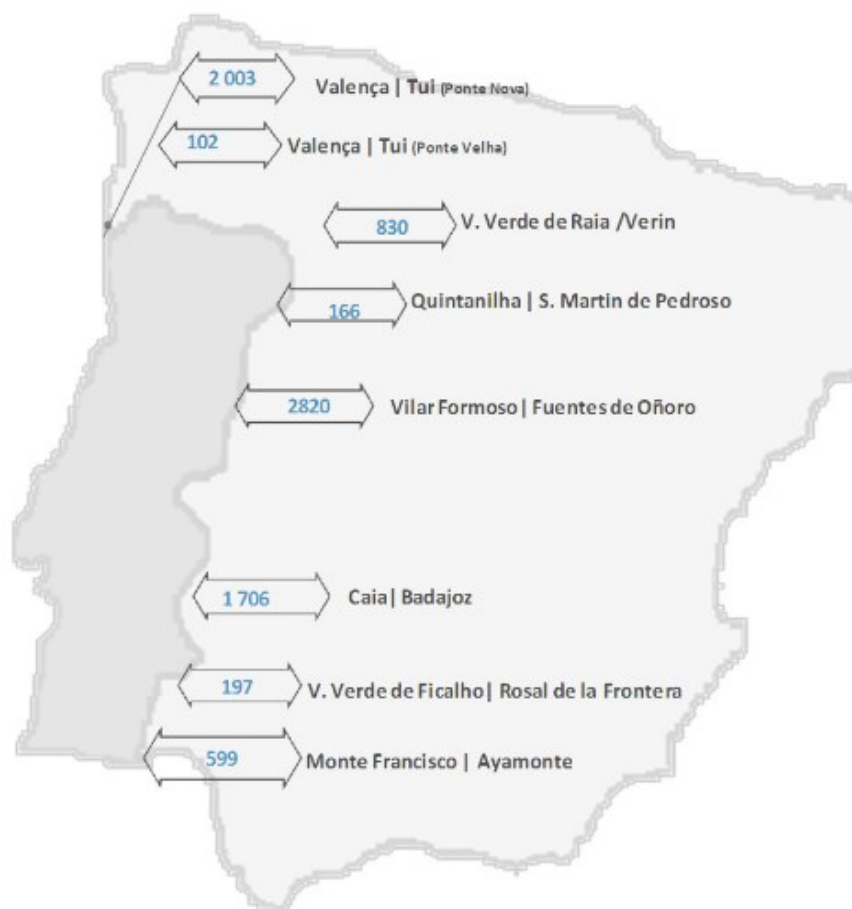 2 003 Valença | Tui (Ponte Nova)
102 Valença | Tui (Ponte Velha)
830 V. Verde de Raia /Verin
166 Quintanilha | S. Martin de Pedroso
2820 Vilar Formoso | Fuentes de Oñoro
1 706 Caia | Badajoz
197 V. Verde de Ficalho | Rosal de la Frontera
599 Monte Francisco | Ayamonte